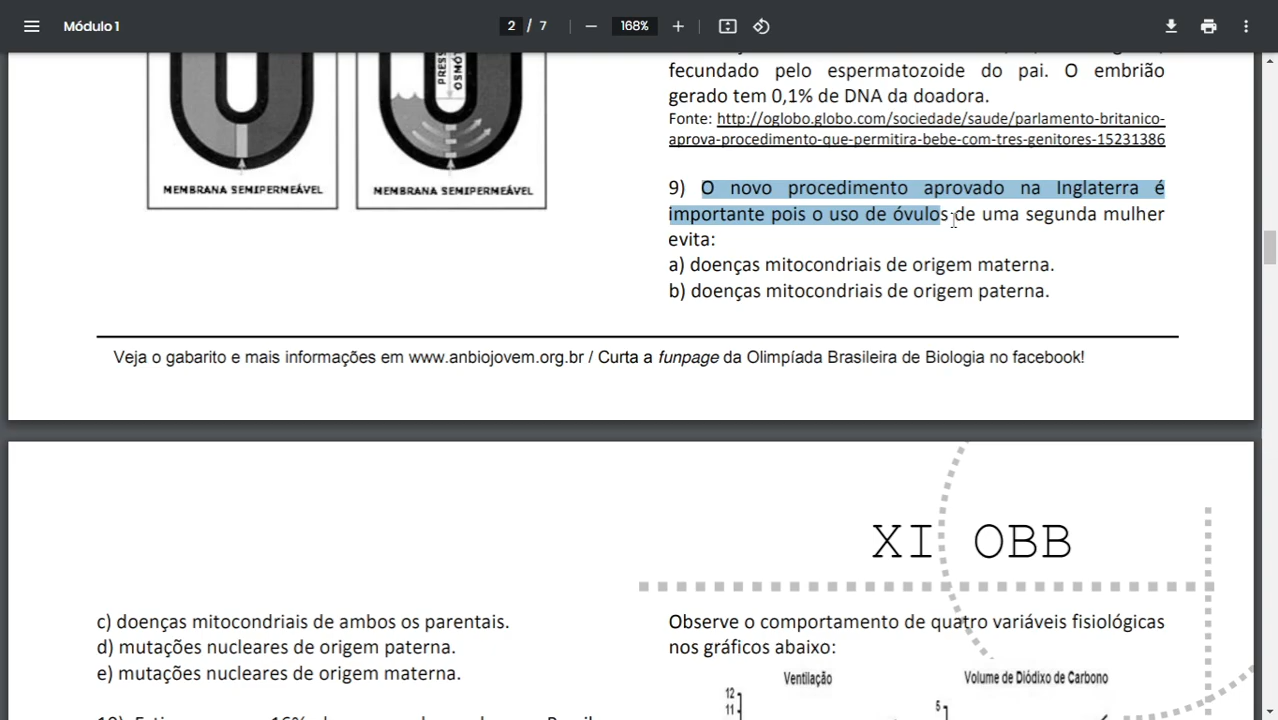 Módulo 1
2 / 7
168%
PRESS
OSMÓ
MEMBRANA SEMIPERMEÁVEL
MEMBRANA SEMIPERMEÁVEL
fecundado pelo espermatozoide do pai. O embrião
gerado tem 0,1% de DNA da doadora.
Fonte: http://oglobo.globo.com/sociedade/saude/parlamento-britanico-
aprova-procedimento-que-permitira-bebe-com-tres-genitores-15231386
9) O novo procedimento aprovado na Inglaterra é
importante pois o uso de óvulos de uma segunda mulher
evita:
a) doenças mitocondriais de origem materna.
b) doenças mitocondriais de origem paterna.
Veja o gabarito e mais informações em www.anbiojovem.org.br / Curta a funpage da Olimpíada Brasileira de Biologia no facebook!
XI OBB
c) doenças mitocondriais de ambos os parentais.
d) mutações nucleares de origem paterna.
e) mutações nucleares de origem materna.
Observe o comportamento de quatro variáveis fisiológicas
nos gráficos abaixo:
Ventilação
12
11
Volume de Diódixo de Carbono
5